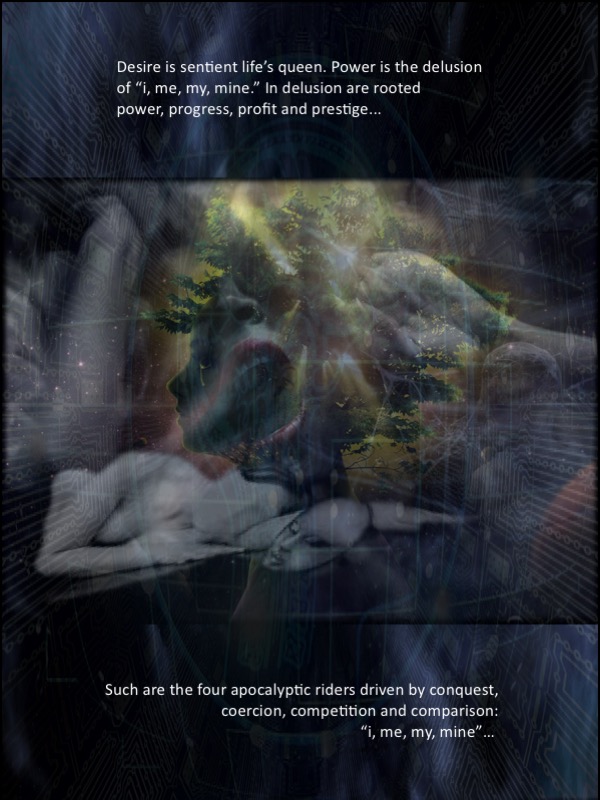 Desire is sentient life’s queen. Power is the delusion
of “i, me, my, mine.” In delusion are rooted
power, progress, profit and prestige...
Such are the four apocalyptic riders driven by conquest,
coercion, competition and comparison:
“i, me, my, mine”...